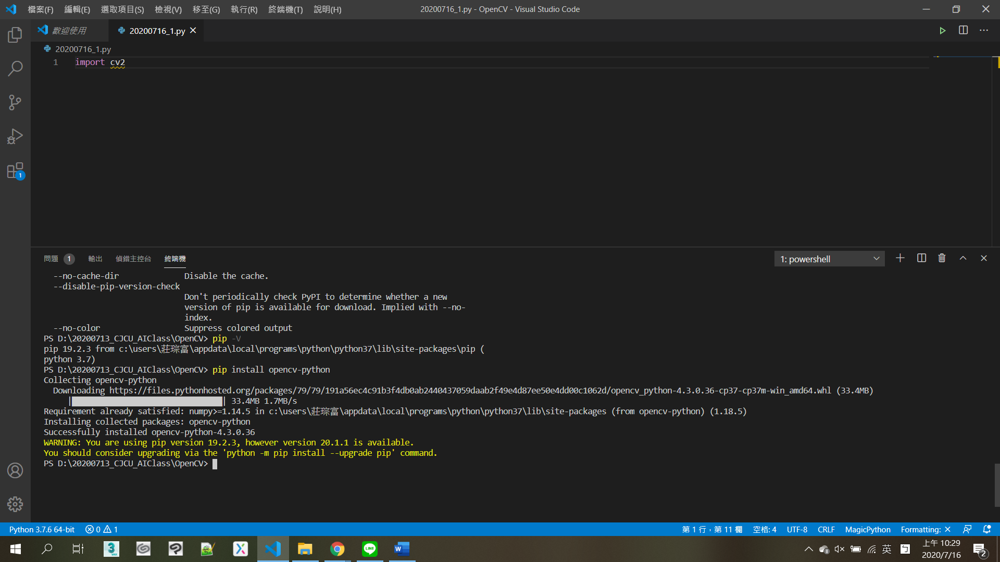 檔案(F) 編輯(E) 選取項目(S) 檢視(V) 移至(G) 執行(R) 終端機(T) 說明(H) 20200716_1.py - OpenCV - Visual Studio Code
歡迎使用 20200716_1.py
20200716_1.py
1 import cv2
1
問題 1 輸出 偵錯主控台 終端機 1: powershell
--no-cache-dir Disable the cache.
--disable-pip-version-check
Don't periodically check PyPI to determine whether a new
version of pip is available for download. Implied with --no-
index.
--no-color Suppress colored output
PS D:\20200713_CJCU_AIClass\OpenCV> pip -V
pip 19.2.3 from c:\users\莊琮富\appdata\local\programs\python\python37\lib\site-packages\pip (
python 3.7)
PS D:\20200713_CJCU_AIClass\OpenCV> pip install opencv-python
Collecting opencv-python
Downloading https://files.pythonhosted.org/packages/79/79/191a56ec4c91b3f4db0ab2440437059daab2f49e4d87ee50e4dd00c1062d/opencv_python-4.3.0.36-cp37-cp37m-win_amd64.whl (33.4MB)
|████████████████████████████████| 33.4MB 1.7MB/s
Requirement already satisfied: numpy>=1.14.5 in c:\users\莊琮富\appdata\local\programs\python\python37\lib\site-packages (from opencv-python) (1.18.5)
Installing collected packages: opencv-python
Successfully installed opencv-python-4.3.0.36
WARNING: You are using pip version 19.2.3, however version 20.1.1 is available.
You should consider upgrading via the 'python -m pip install --upgrade pip' command.
PS D:\20200713_CJCU_AIClass\OpenCV>
Python 3.7.6 64-bit 0 1 第 1 行，第 11 欄 空格: 4 UTF-8 CRLF MagicPython Formatting: ×
3 MAX LINE W 英 ㄅ 上午 10:29
2020/7/16 2